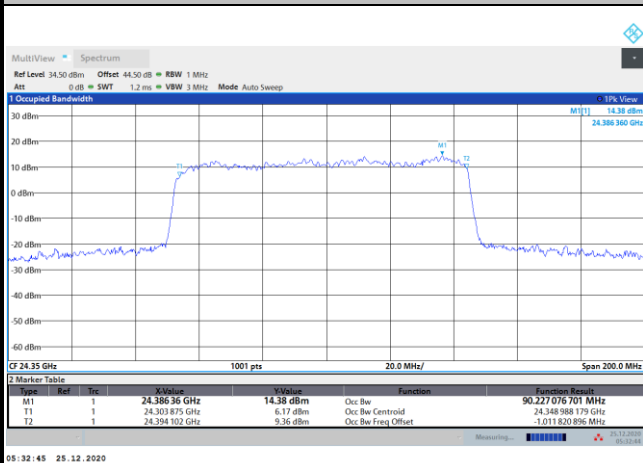 MultiView Spectrum
Ref Level 34.50 dBm Offset 44.50 dB RBW 1 MHz
Att 0 dB SWT 1.2 ms VBW 3 MHz Mode Auto Sweep
1 Occupied Bandwidth 1Pk View
M1[1] 14.38 dBm
24.386 360 GHz
30 dBm
20 dBm
M1
T1 T2
10 dBm
0 dBm
-10 dBm
-20 dBm
-30 dBm
-40 dBm
-50 dBm
-60 dBm
CF 24.35 GHz 1001 pts 20.0 MHz/ Span 200.0 MHz
2 Marker Table
Type Ref Trc X-Value Y-Value Function Function Result
M1 1 24.386 36 GHz 14.38 dBm Occ Bw 90.227 076 701 MHz
T1 1 24.303 875 GHz 6.17 dBm Occ Bw Centroid 24.348 988 179 GHz
T2 1 24.394 102 GHz 9.36 dBm Occ Bw Freq Offset -1.011 820 896 MHz
Measuring... 25.12.2020
05:32:44
05:32:45 25.12.2020